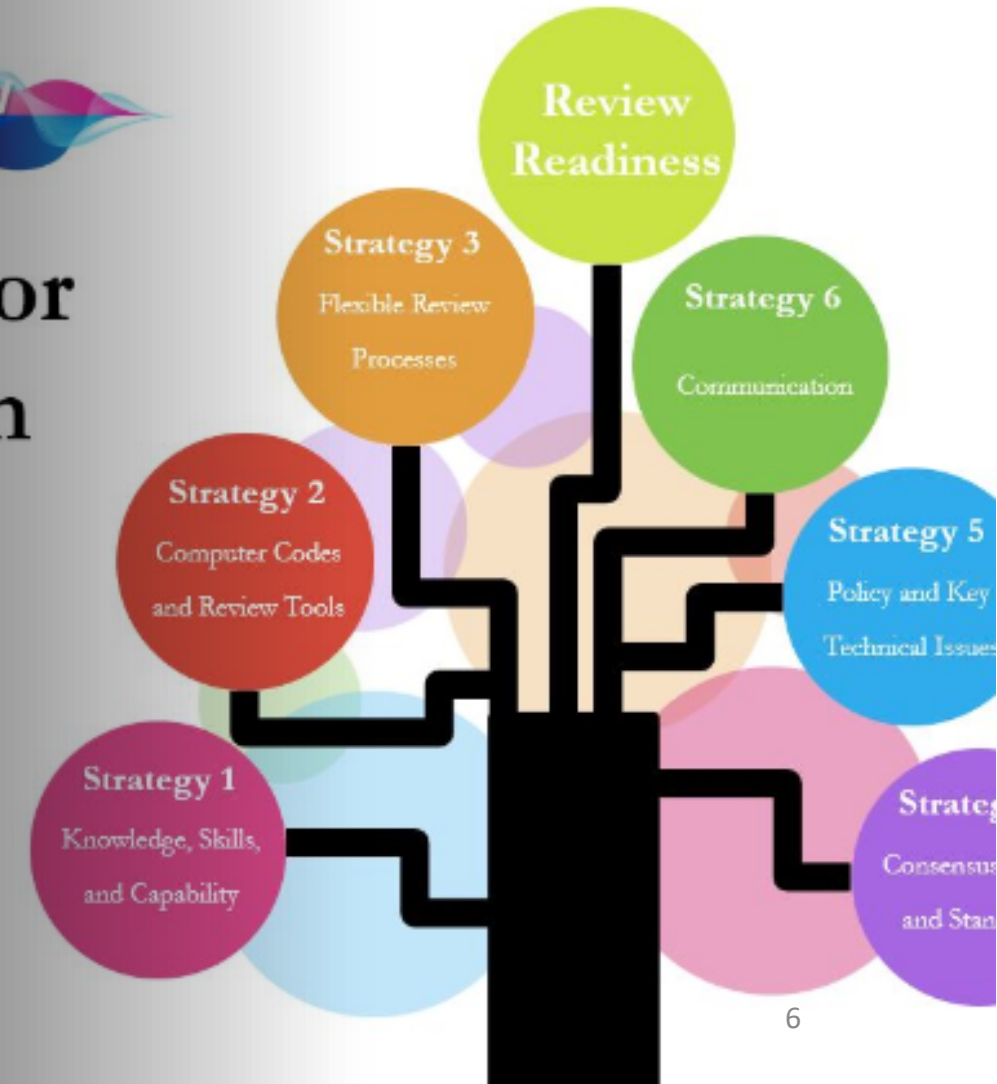 Review
Readiness
Strategy 3
Flexible Review
Processes
Strategy 6
Communication
or
n
Strategy 2
Computer Codes
and Review Tools
Strategy 5
Policy and Key
Technical Issues
Strategy 1
Knowledge, Skills,
and Capability
Strateg
Consensus
and Stan
6